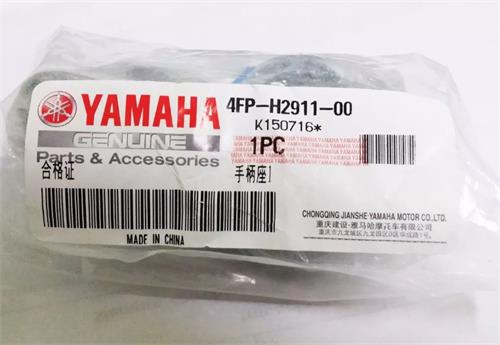 YAMAHA
4FP-H2911-00
K150716*
GENUINE
Parts & Accessories
1PC
合格证
手柄座1
MADE IN CHINA
CHONGQING JIANSHE·YAMAHA MOTOR CO.,LTD.
重庆建设·雅马哈摩托车有限公司